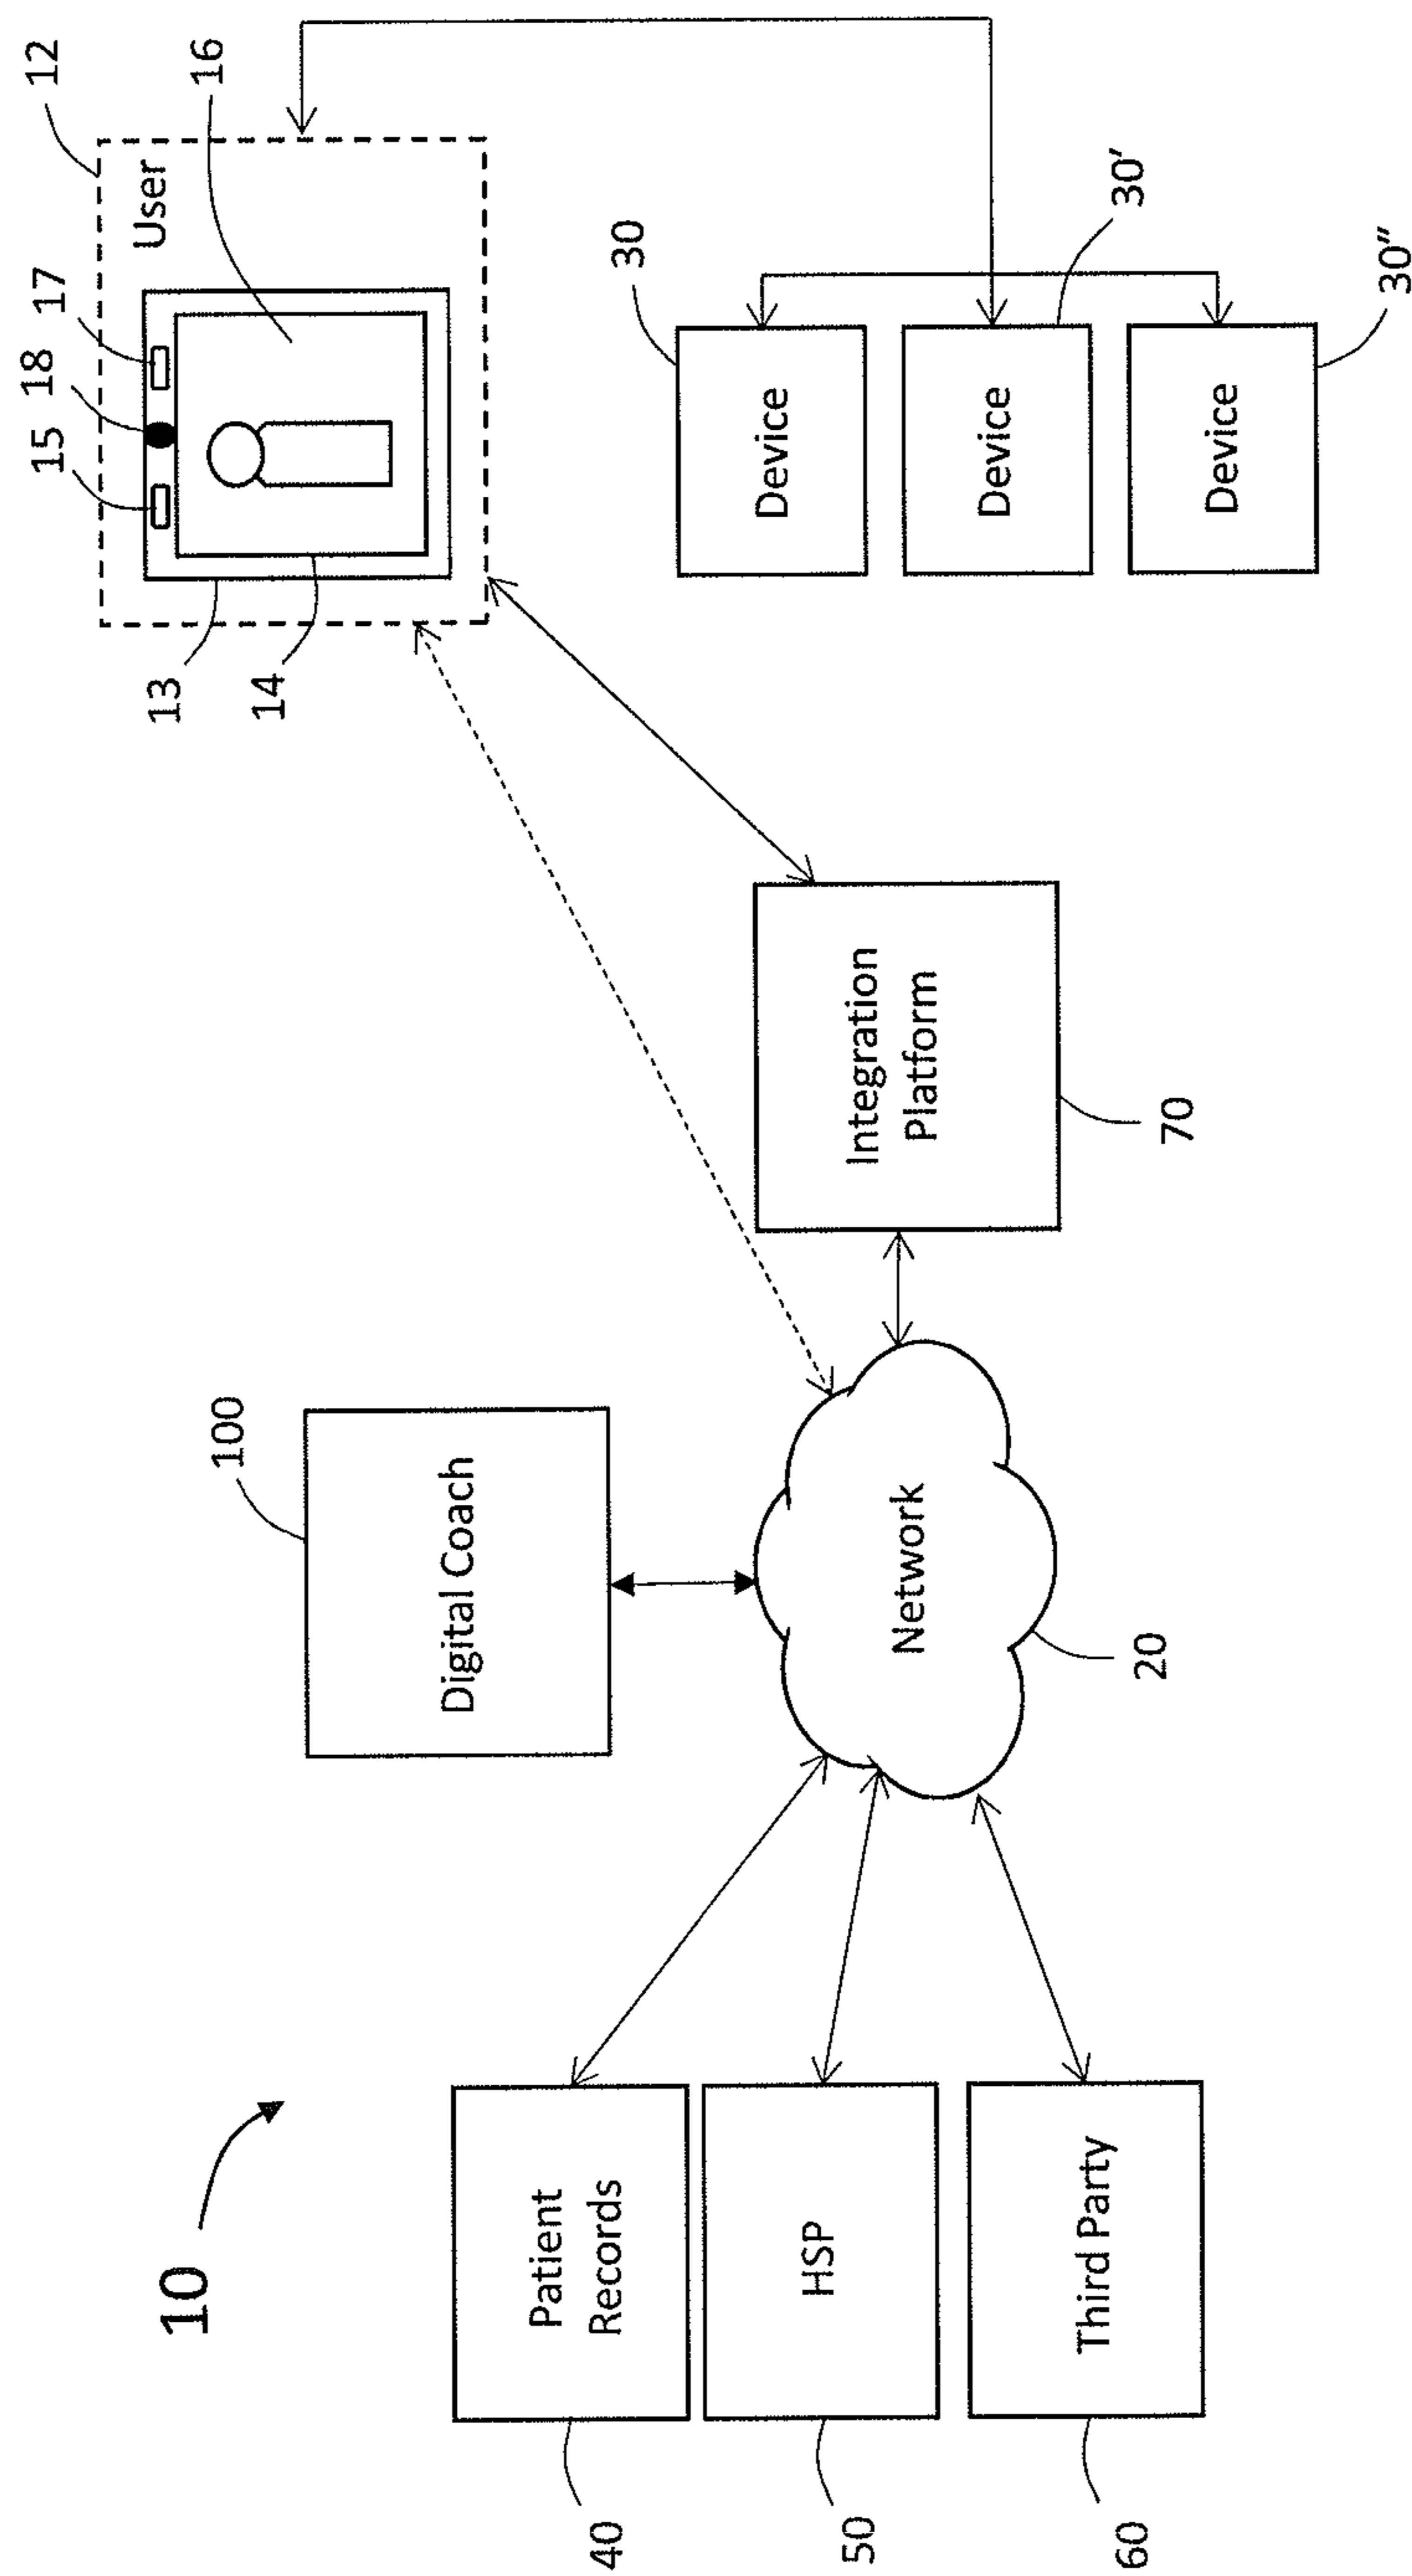 10
40
Patient
Records
50
HSP
60
Third Party
100
Digital Coach
Network
20
Integration
Platform
70
12
User
13
14
15
18
17
16
30
Device
30′
Device
30″
Device